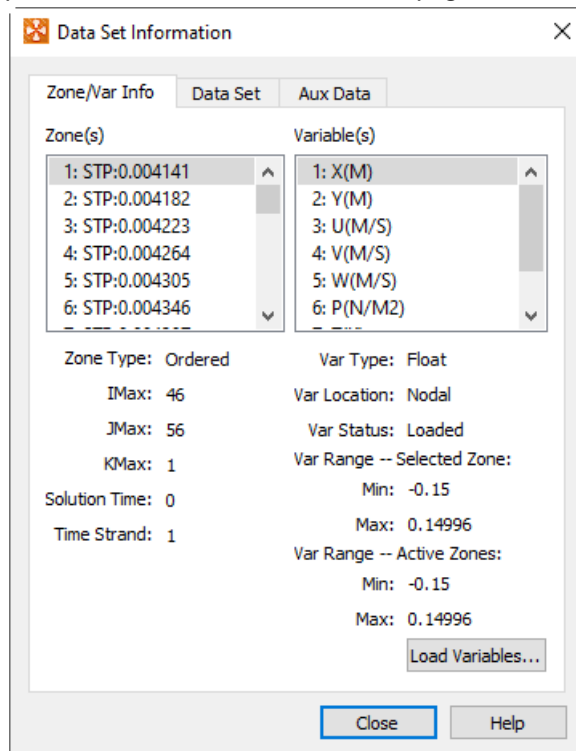 Data Set Information
Zone/Var Info Data Set Aux Data
Zone(s) Variable(s)
1: STP:0.004141 1: X(M)
2: STP:0.004182 2: Y(M)
3: STP:0.004223 3: U(M/S)
4: STP:0.004264 4: V(M/S)
5: STP:0.004305 5: W(M/S)
6: STP:0.004346 6: P(N/M2)
Zone Type: Ordered Var Type: Float
IMax: 46 Var Location: Nodal
JMax: 56 Var Status: Loaded
KMax: 1 Var Range -- Selected Zone:
Solution Time: 0 Min: -0.15
Time Strand: 1 Max: 0.14996
Var Range -- Active Zones:
Min: -0.15
Max: 0.14996
Load Variables...
Close Help